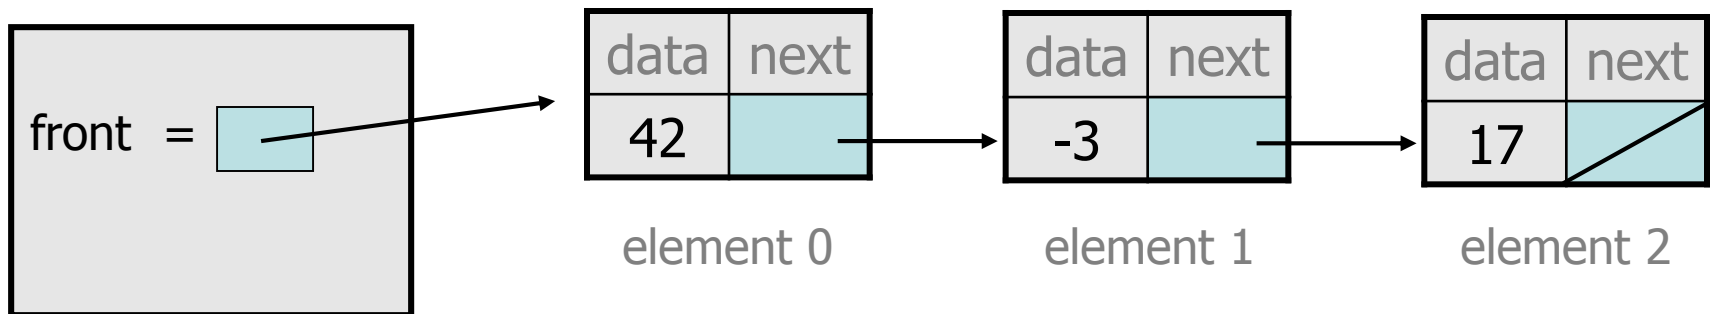 front =
data next
42
element 0
data next
-3
element 1
data next
17
element 2